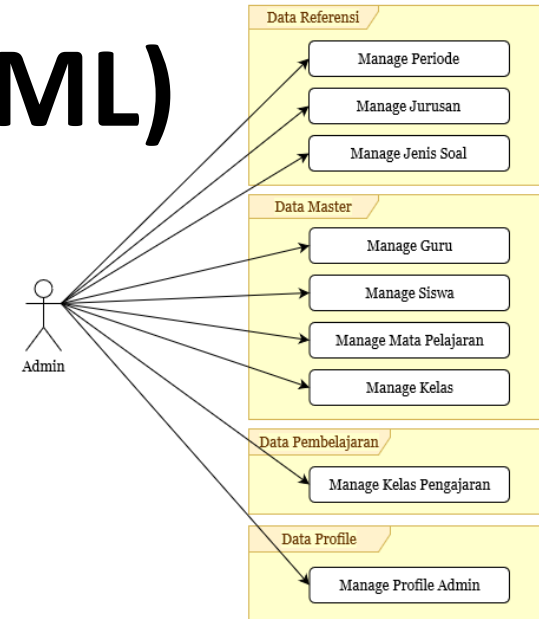 ML)
Data Referensi
Manage Periode
Manage Jurusan
Manage Jenis Soal
Data Master
Manage Guru
Manage Siswa
Manage Mata Pelajaran
Manage Kelas
Admin
Data Pembelajaran
Manage Kelas Pengajaran
Data Profile
Manage Profile Admin